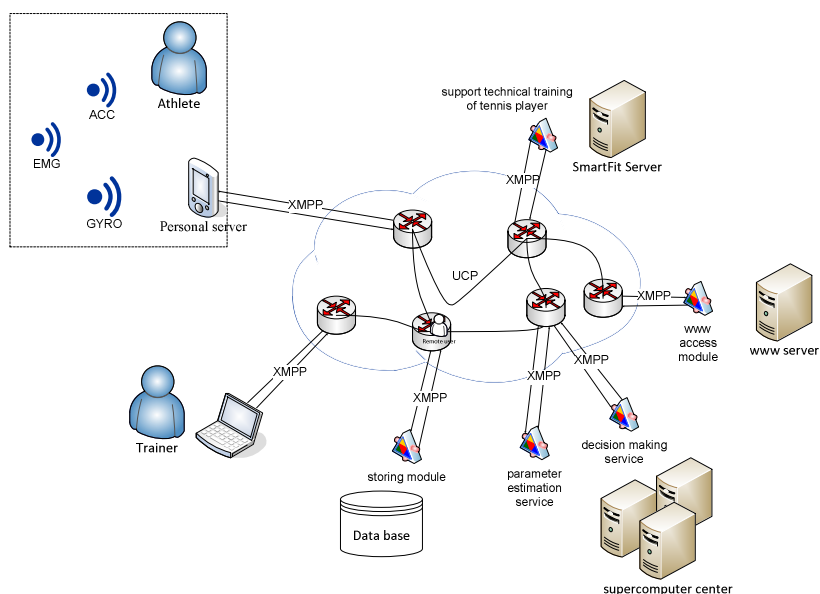 Athlete
ACC
EMG
GYRO
Personal server
support technical training
of tennis player
SmartFit Server
XMPP
XMPP
UCP
XMPP
www
access
module
www server
Remote user
XMPP
XMPP
XMPP
XMPP
Trainer
storing module
Data base
parameter
estimation
service
decision making
service
supercomputer center